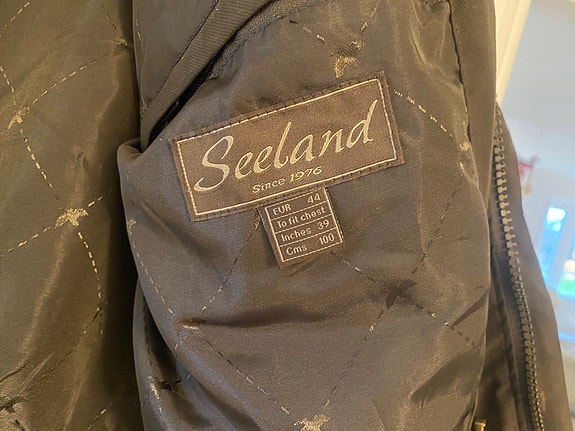 Seeland
Since 1976
EUR 44
To fit chest
Inches 39
Cms 100